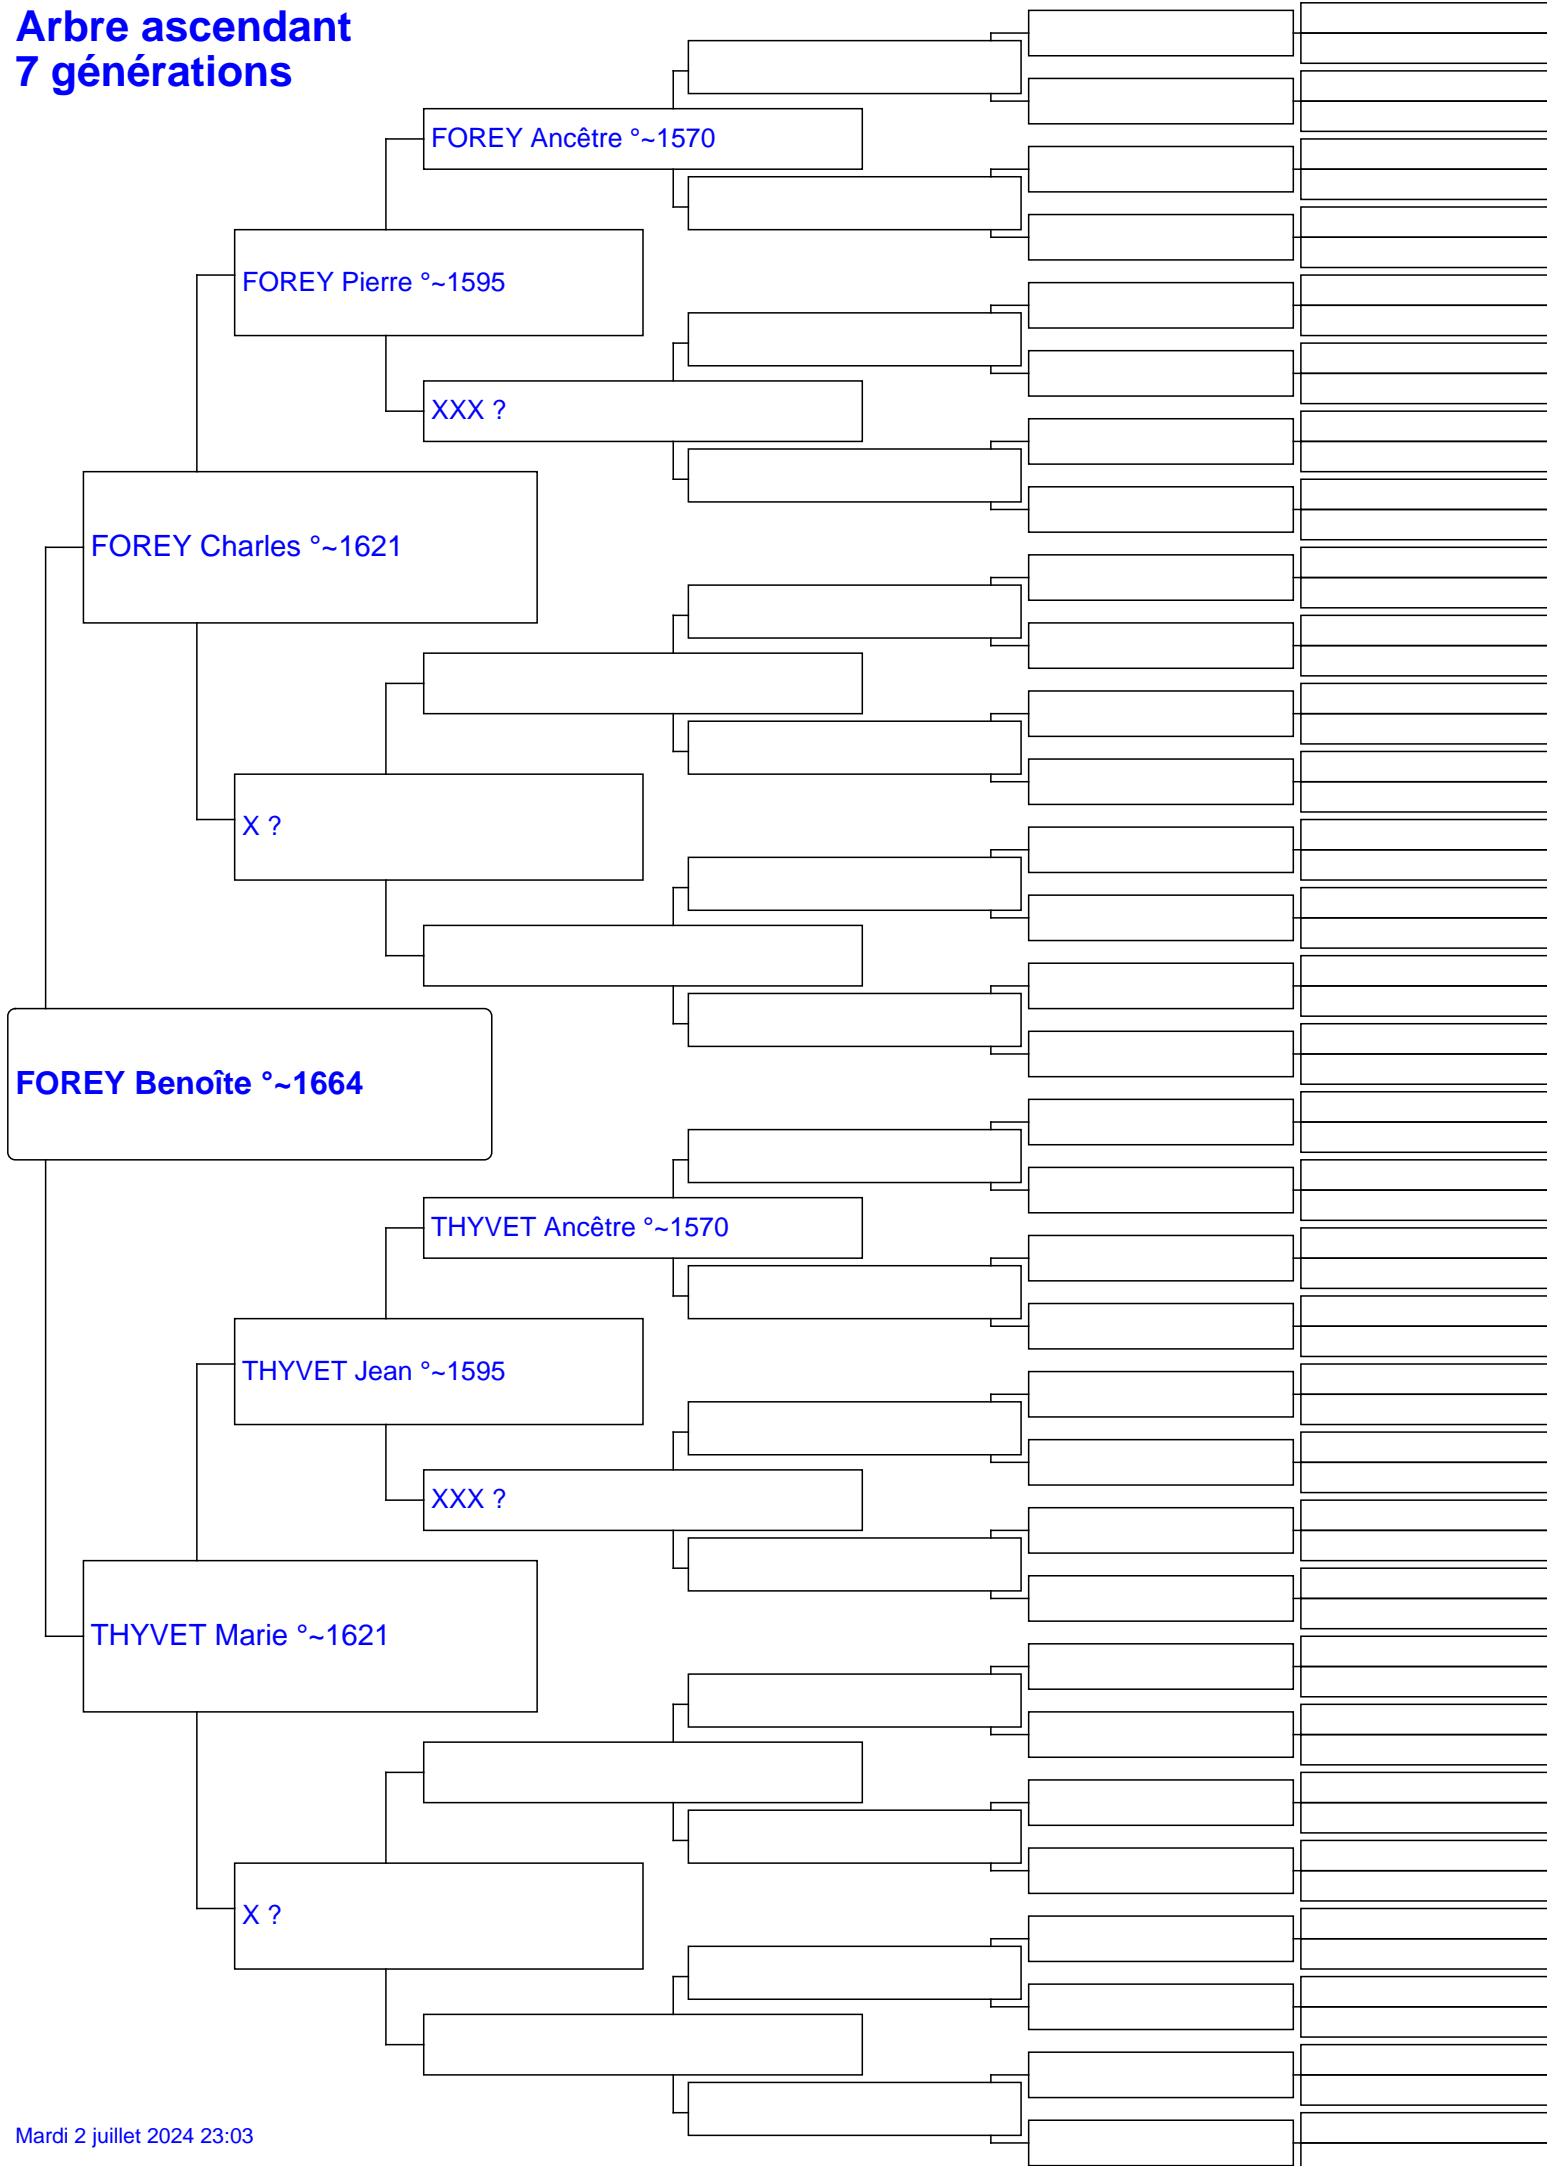 Arbre ascendant
7 générations
FOREY Ancêtre °~1570
FOREY Pierre °~1595
XXX ?
FOREY Charles °~1621
X ?
FOREY Benoîte °~1664
THYVET Ancêtre °~1570
THYVET Jean °~1595
XXX ?
THYVET Marie °~1621
X ?
Mardi 2 juillet 2024 23:03